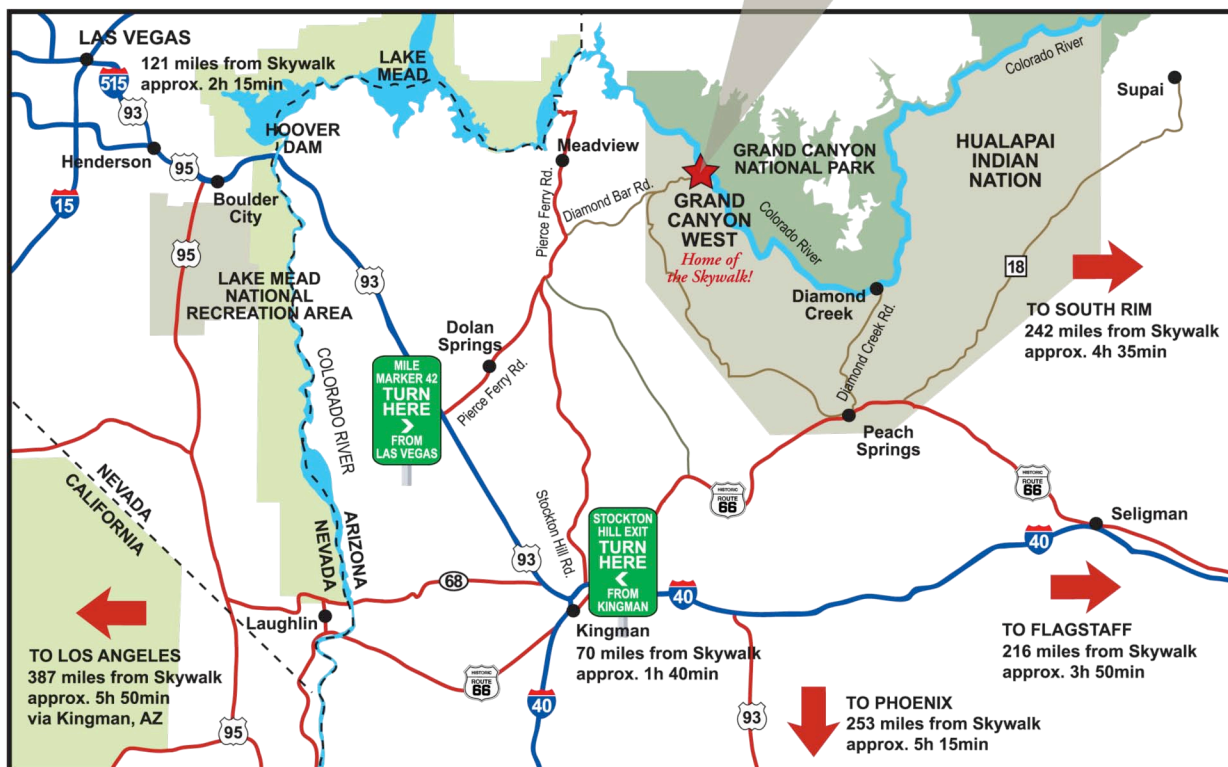 LAS VEGAS
121 miles from Skywalk
approx. 2h 15min
515
93
95
Henderson
15
Boulder
City
HOOVER
DAM
LAKE
MEAD
Meadview
Pierce Ferry Rd.
Diamond Bar Rd.
GRAND CANYON
NATIONAL PARK
GRAND
CANYON
WEST
Home of
the Skywalk!
Colorado River
Colorado River
Supai
HUALAPAI
INDIAN
NATION
18
TO SOUTH RIM
242 miles from Skywalk
approx. 4h 35min
Diamond
Creek
Diamond Creek Rd.
Peach
Springs
95
LAKE MEAD
NATIONAL
RECREATION AREA
93
COLORADO RIVER
Dolan
Springs
Pierce Ferry Rd.
MILE
MARKER 42
TURN
HERE
>
FROM
LAS VEGAS
NEVADA
CALIFORNIA
ARIZONA
NEVADA
Stockton Hill Rd.
93
STOCKTON
HILL EXIT
TURN
HERE
<
FROM
KINGMAN
HISTORIC
ROUTE
66
HISTORIC
ROUTE
66
Seligman
40
40
68
Laughlin
Kingman
70 miles from Skywalk
approx. 1h 40min
HISTORIC
ROUTE
66
40
95
93
TO LOS ANGELES
387 miles from Skywalk
approx. 5h 50min
via Kingman, AZ
TO FLAGSTAFF
216 miles from Skywalk
approx. 3h 50min
TO PHOENIX
253 miles from Skywalk
approx. 5h 15min